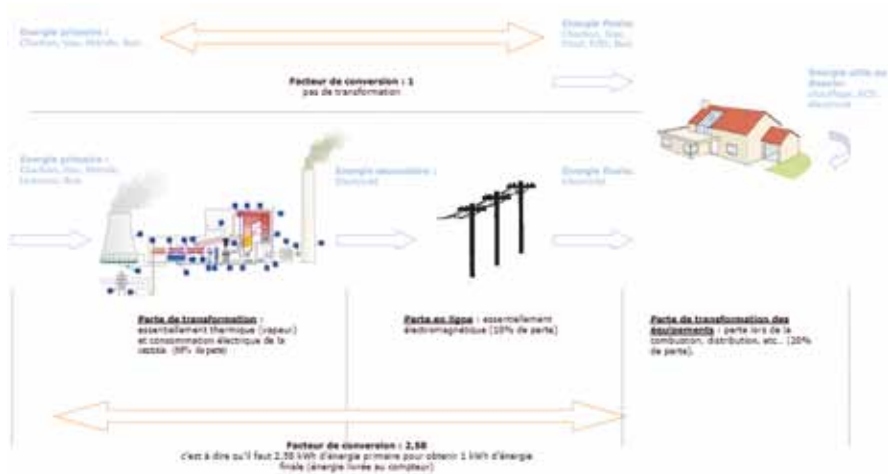 Energie primaire :
Charbon, Gaz, Pétrole, Bois
Energie finale:
Charbon, Gaz,
Fioul, Bois
Facteur de conversion : 1
pas de transformation
Energie utile ou
Besoin:
chauffage, ECS,
électricité
Energie primaire :
Charbon, Gaz, Pétrole,
Bois
Energie secondaire :
Electricité
Energie finale:
Electricité
Perte de transformation :
essentiellement thermique (vapeur)
et consommation électrique de la
Perte en ligne : essentiellement
électromagnétique (10% de perte)
Perte de transformation des
équipements : perte lors de la
combustion, distribution, etc.. (20%
de perte).
Facteur de conversion : 2,58
c'est à dire qu'il faut 2,58 kWh d'énergie primaire pour obtenir 1 kWh d'énergie
finale (énergie livrée au compteur)